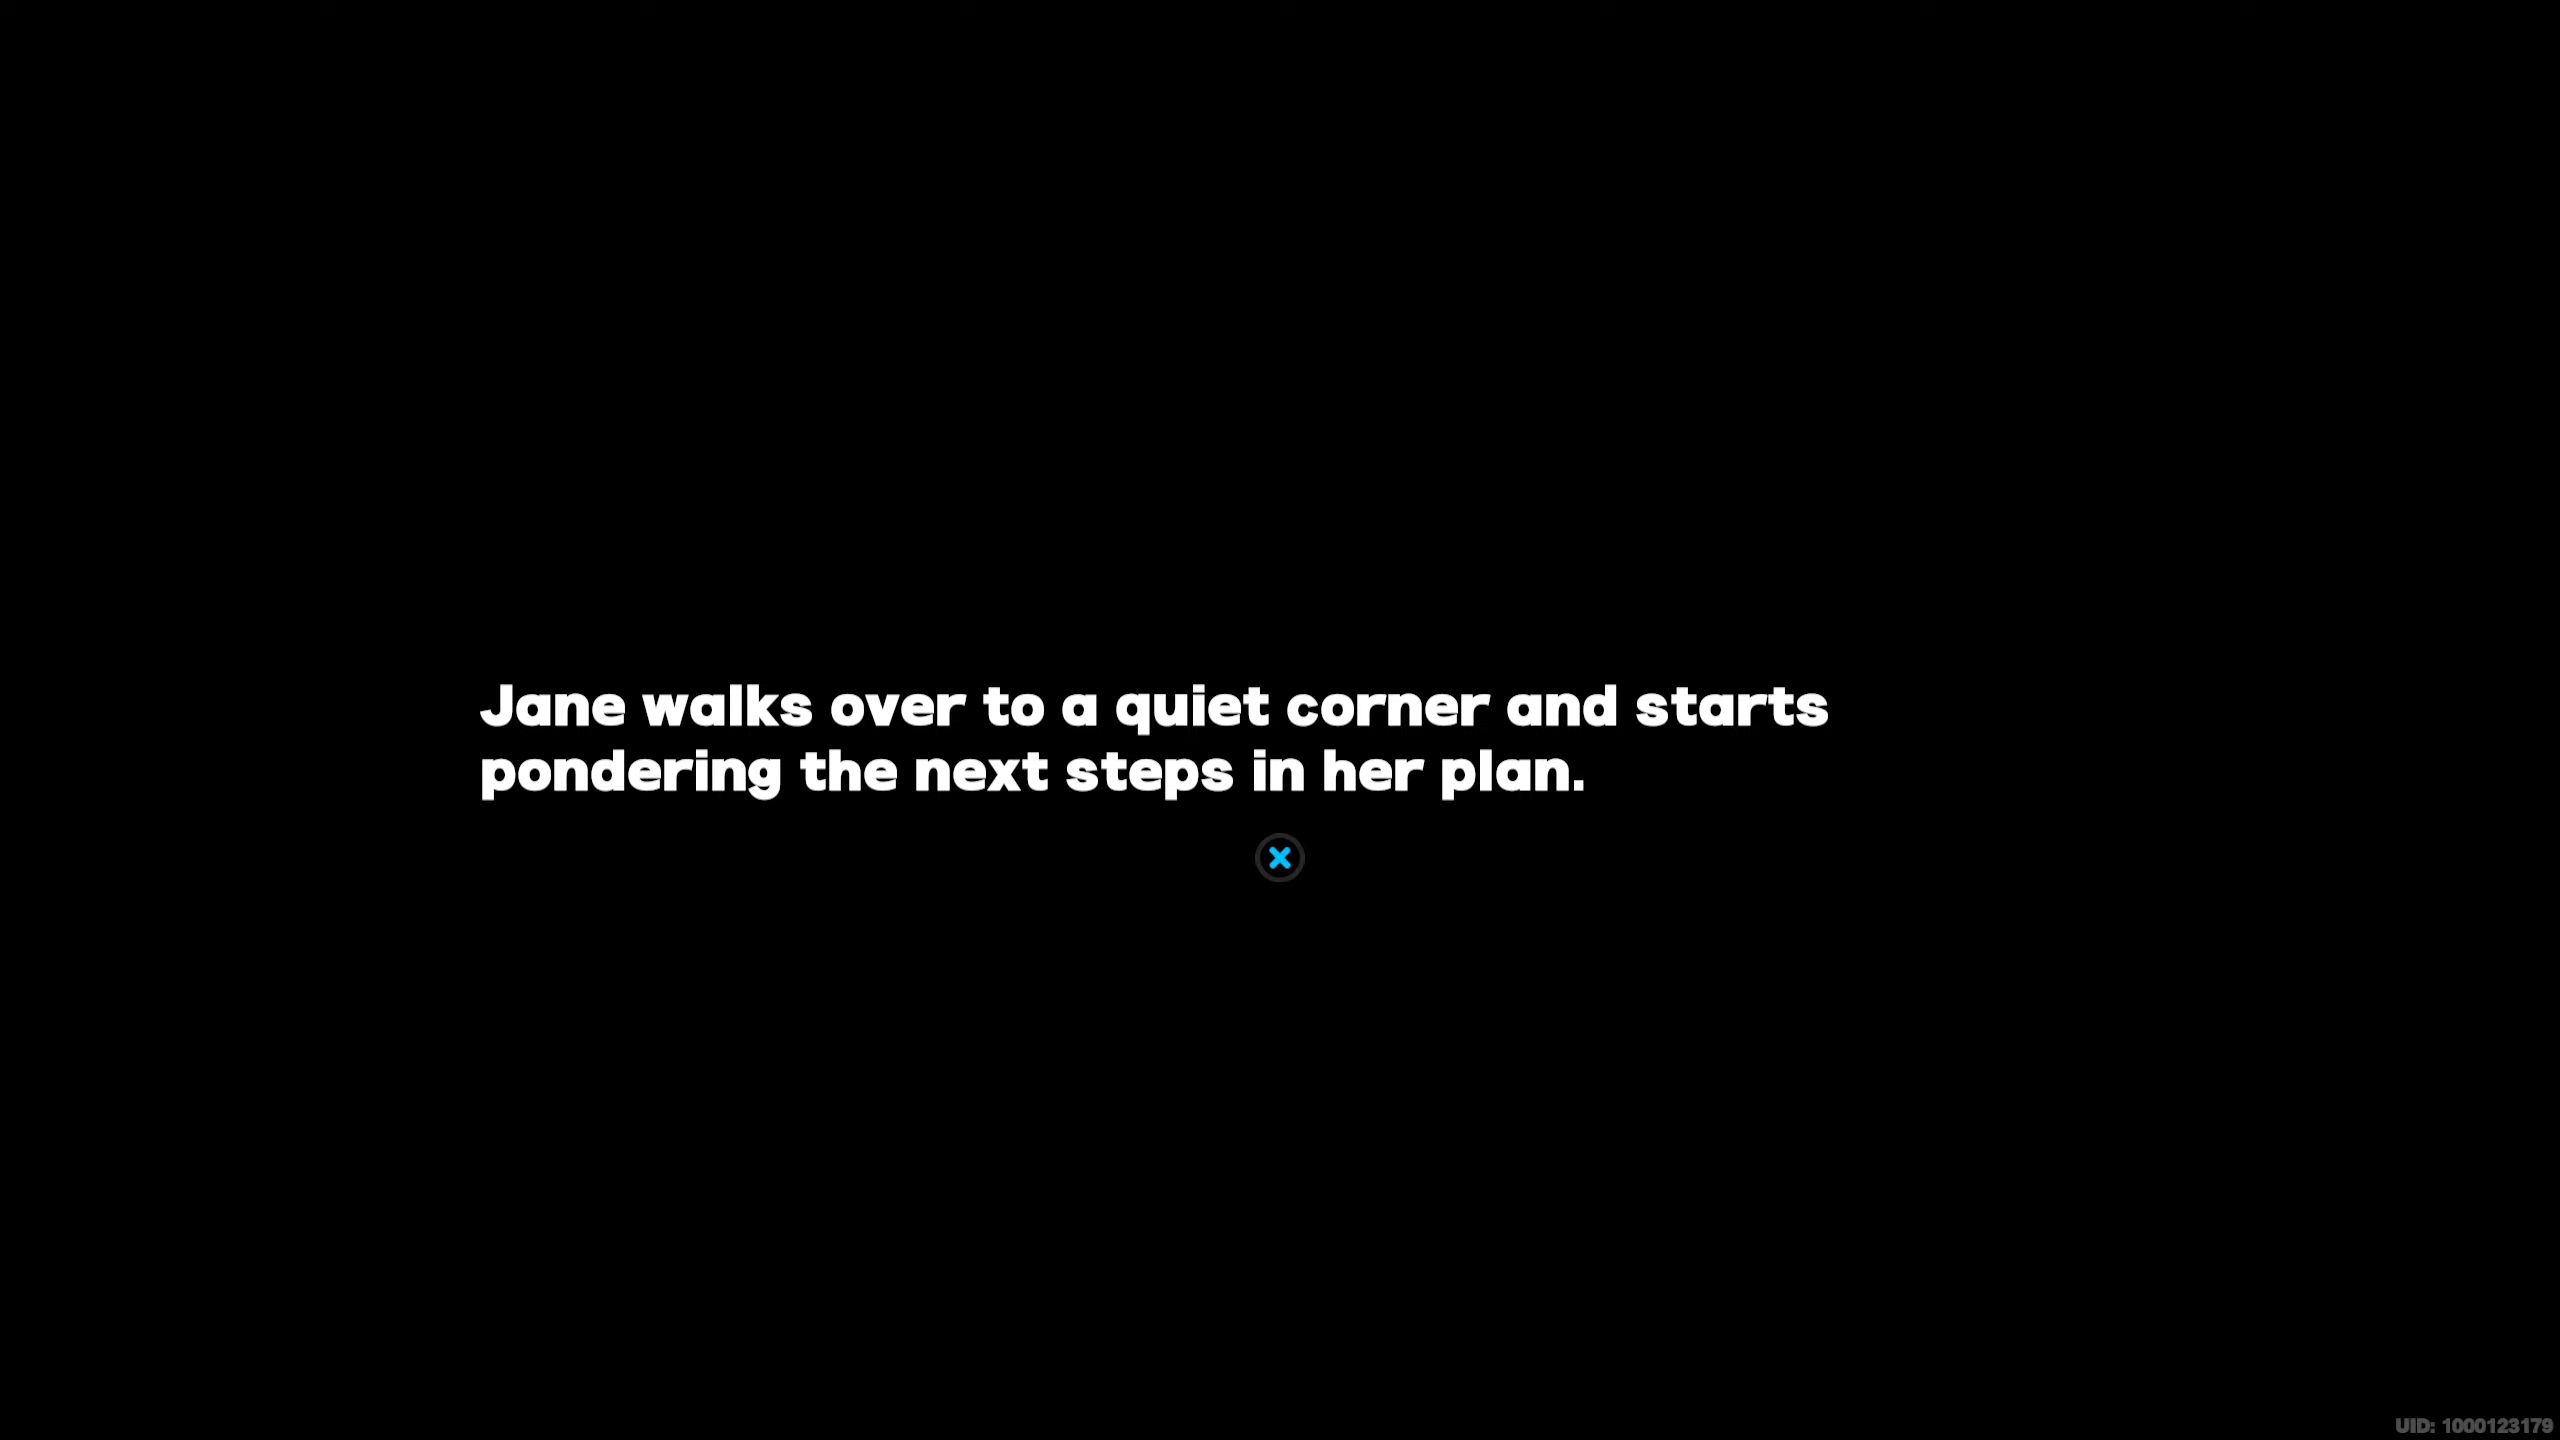 Jane walks over to a quiet corner and starts
pondering the next steps in her plan.
UID: 1000123179